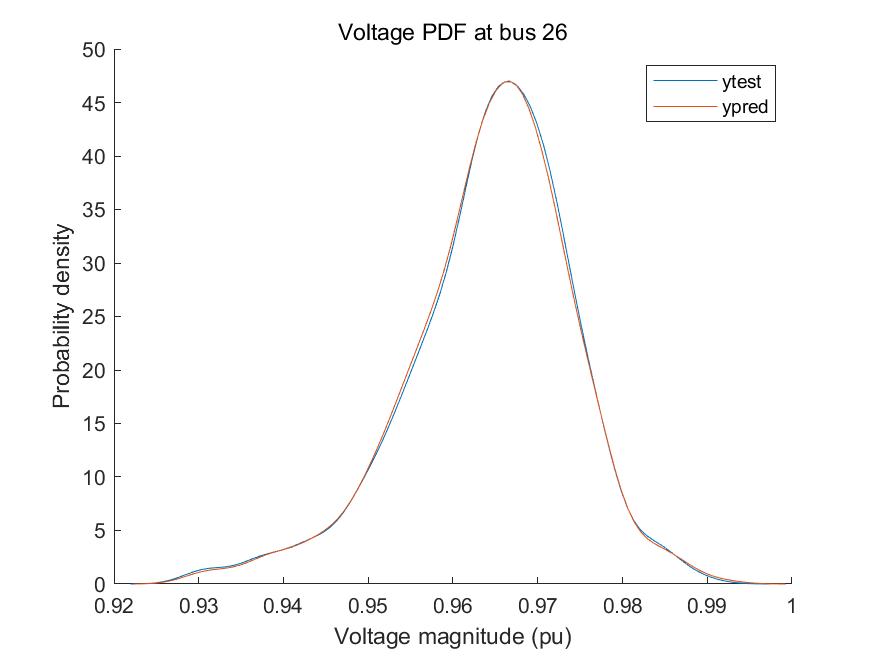 Voltage PDF at bus 26
50
45
40
35
30
25
20
15
10
5
0
Probability density
ytest
ypred
0.92 0.93 0.94 0.95 0.96 0.97 0.98 0.99 1
Voltage magnitude (pu)